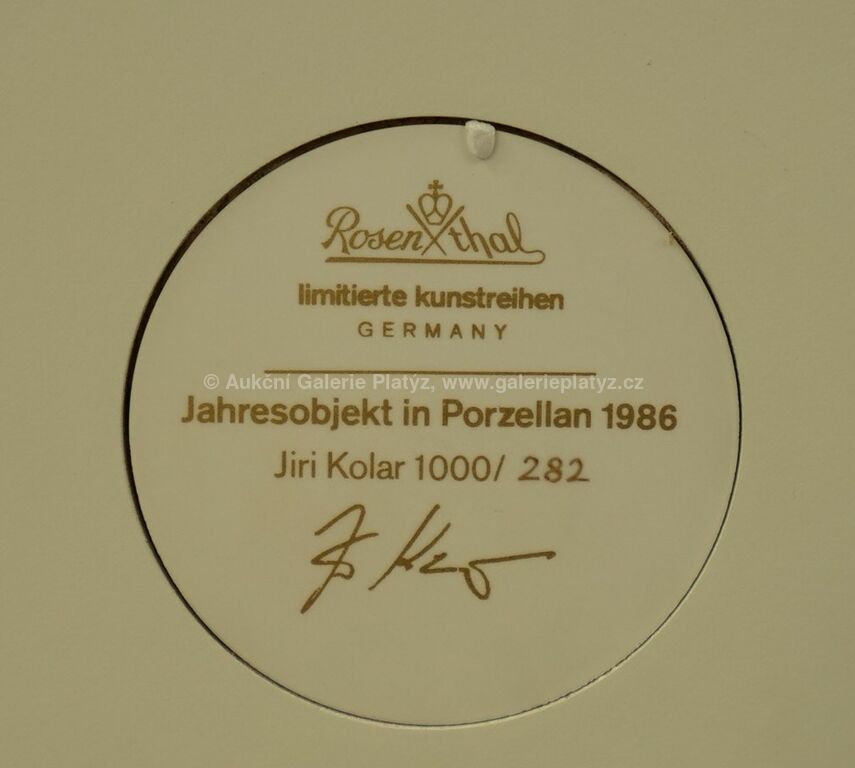 Rosenthal
limitierte kunstreihen
GERMANY
© Aukční Galerie Platýz, www.galerieplatyz.cz
Jahresobjekt in Porzellan 1986
Jiri Kolar 1000/ 282